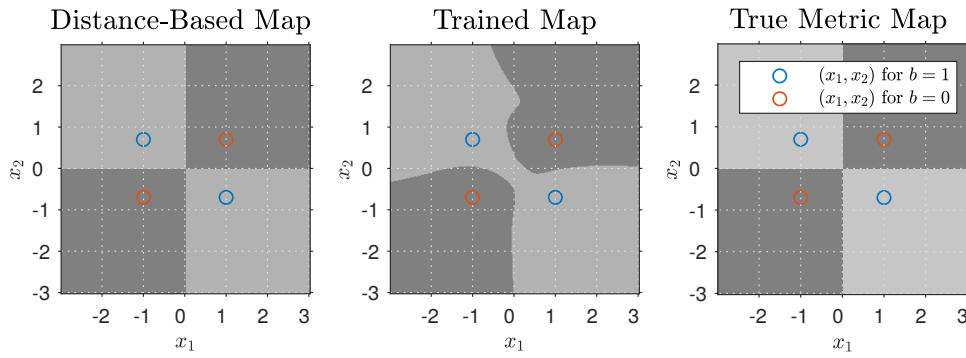 Distance-Based Map
Trained Map
True Metric Map
2
1
0
-1
-2
-3
x₂
-2 -1 0 1 2 3
x₁
2
1
0
-1
-2
-3
x₂
-2 -1 0 1 2 3
x₁
(x₁, x₂) for b = 1
(x₁, x₂) for b = 0
2
1
0
-1
-2
-3
x₂
-2 -1 0 1 2 3
x₁